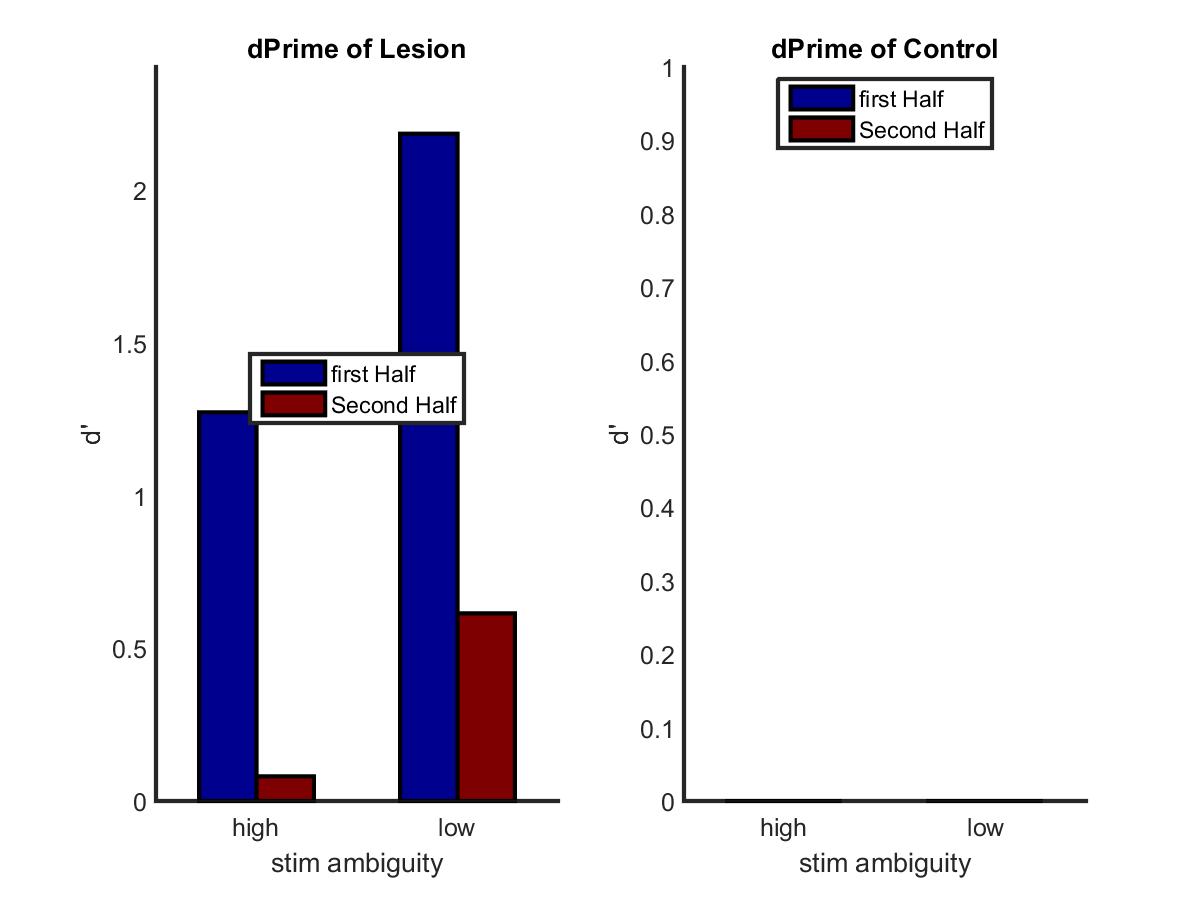 dPrime of Lesion
d'
2
1.5
1
0.5
0
first Half
Second Half
high low
stim ambiguity
dPrime of Control
d'
1
0.9
0.8
0.7
0.6
0.5
0.4
0.3
0.2
0.1
0
first Half
Second Half
high low
stim ambiguity